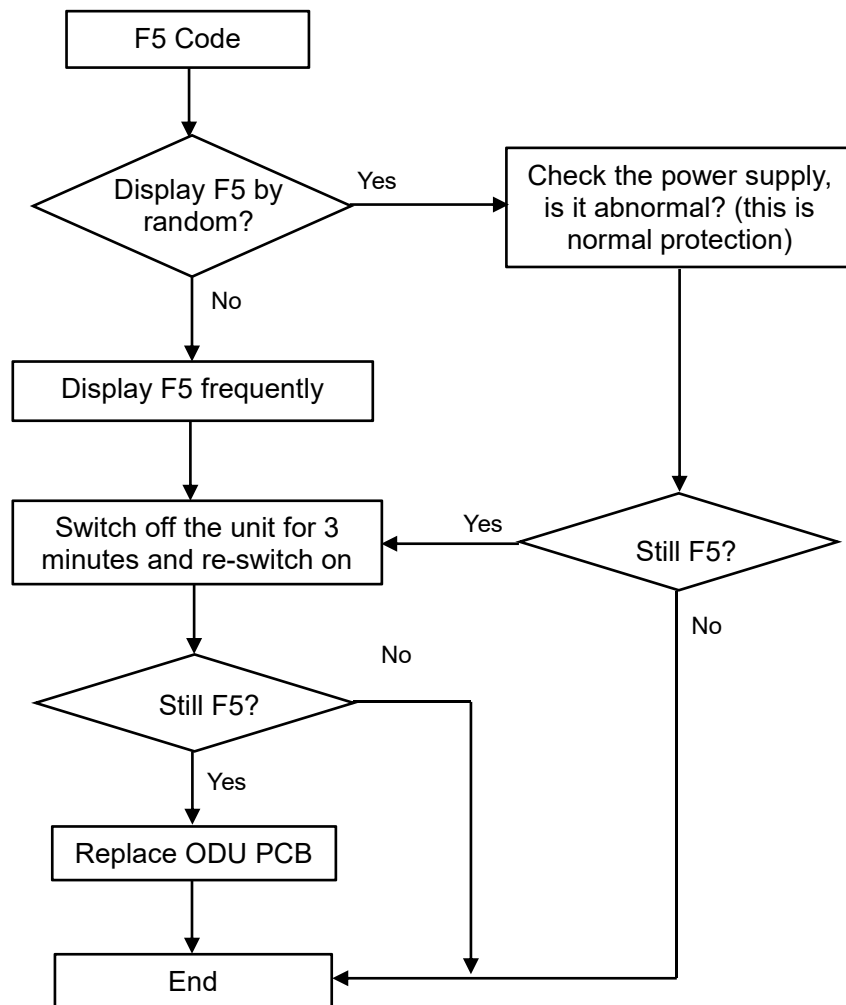 F5 Code
Display F5 by
random?
Yes
Check the power supply,
is it abnormal? (this is
normal protection)
No
Display F5 frequently
Switch off the unit for 3
minutes and re-switch on
Yes
Still F5?
No
No
Still F5?
Yes
Replace ODU PCB
End